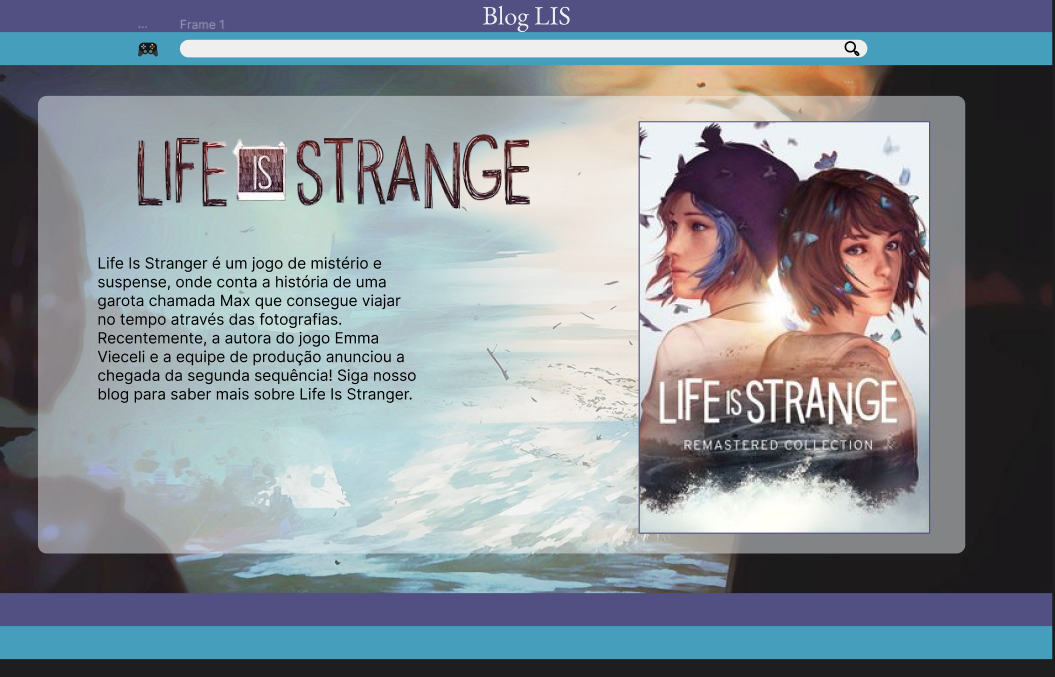 Blog LIS
... Frame 1
...
LIFE IS STRANGE
Life Is Stranger é um jogo de mistério e
suspense, onde conta a história de uma
garota chamada Max que consegue viajar
no tempo através das fotografias.
Recentemente, a autora do jogo Emma
Vieceli e a equipe de produção anunciou a
chegada da segunda sequência! Siga nosso
blog para saber mais sobre Life Is Stranger.
LIFE IS STRANGE
REMASTERED COLLECTION